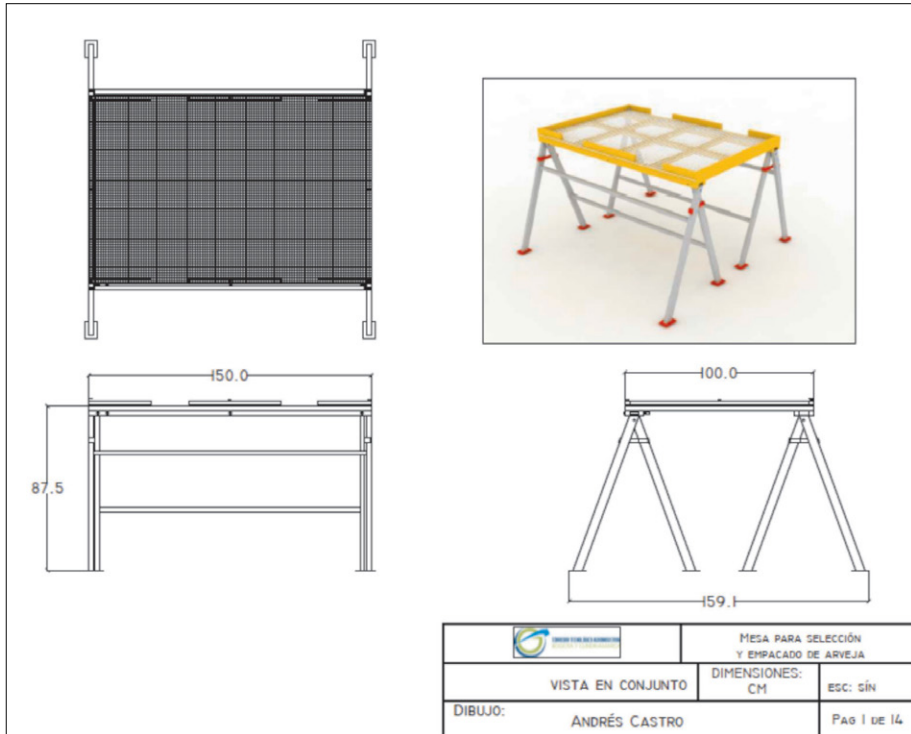 150.0
100.0
87.5
159.1
MESA PARA SELECCIÓN
Y EMPACADO DE ARVEJA
VISTA EN CONJUNTO
DIMENSIONES:
CM
ESC: SÍN
DIBUJO:
ANDRÉS CASTRO
PAG 1 DE 14